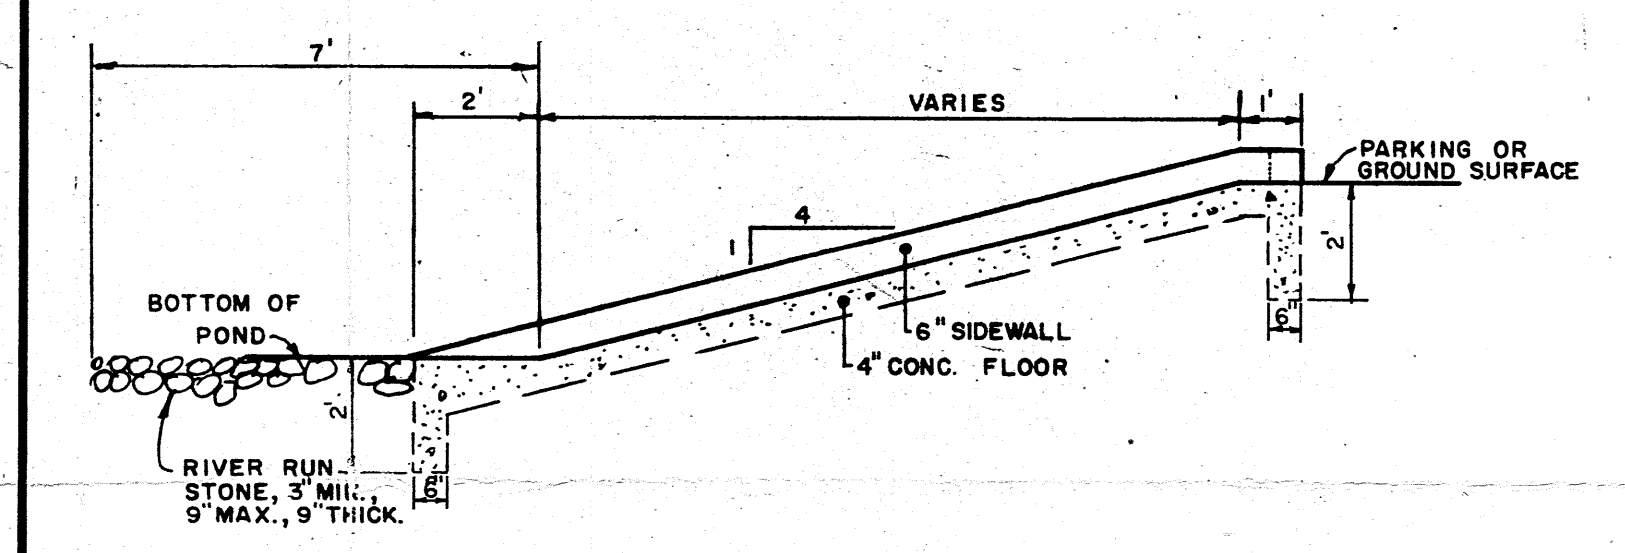 7'
2'
VARIES
1'
PARKING OR
GROUND SURFACE
4
1
2'
BOTTOM OF
POND
6" SIDEWALL
6"
4" CONC. FLOOR
2'
RIVER RUN
STONE, 3" MIN.,
9" MAX., 9" THICK.
6"